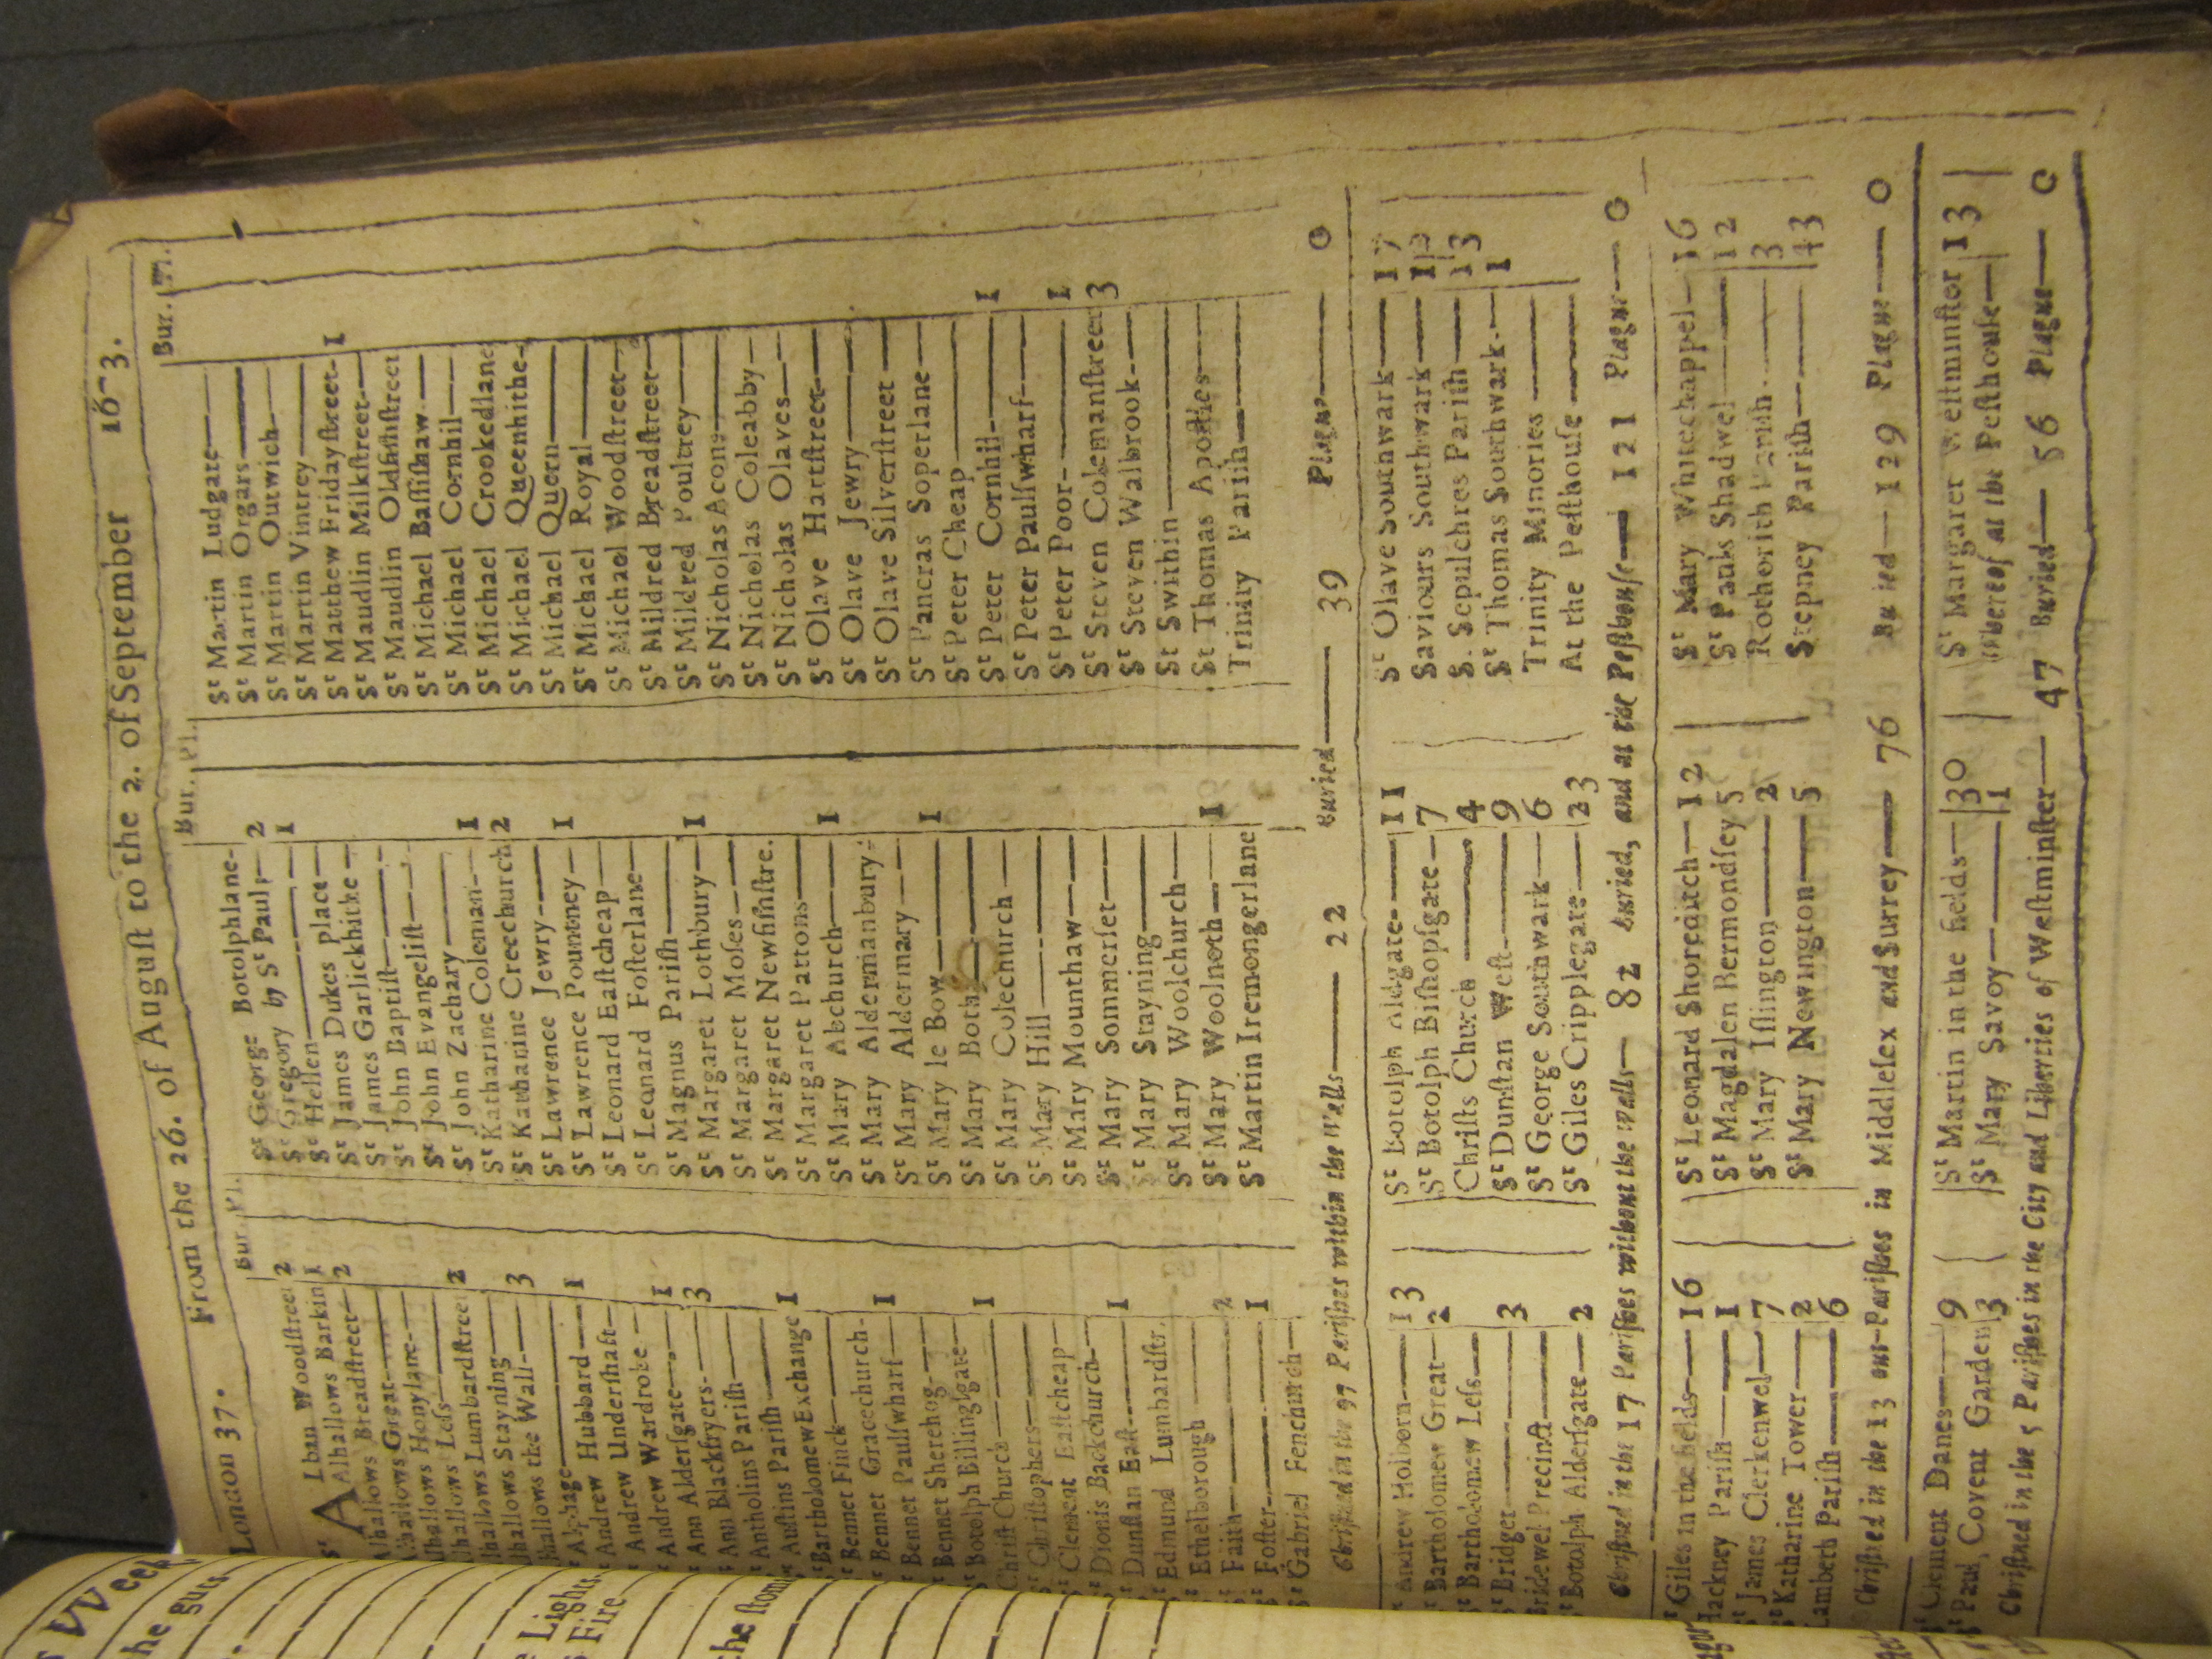 London 37. From the 26. of Auguſt to the 2. of September 1673.
Bur. Pl.
Alban Woodſtreet 2
Alhallows Barkin 1
Alhallows Breadſtreet 2
Alhallows Great
Alhallows Honylane
lhallows Leſs
lhallows Lumbardſtreet 2
lhallows Stayning
lhallows the Wall 3
St Alphage
St Andrew Hubbard 1
St Andrew Underſhaft
St Andrew Wardrobe
St Ann Alderſgate 1
St Ann Blackfryers 3
St Antholins Pariſh
St Auſtins Pariſh
St Bartholomew Exchange 1
St Bennet Finck
St Bennet Gracechurch
St Bennet Paulſwharf 1
St Bennet Sherehog
St Botolph Billingſgate
Chriſt Church 1
St Chriſtophers
St Clement Eaſtcheap
St Dionis Backchurch
St Dunſtan Eaſt 1
St Edmund Lumbardſtr.
St Ethelborough
St Faith 2
St Foſter 1
St Gabriel Fenchurch
Bur. Pl.
St George Botolphlane
St Gregory by St Pauls 2
St Hellen 1
St James Dukes place
St James Garlickhithe
St John Baptiſt
St John Evangeliſt
St John Zachary
St Katharine Coleman 1
St Katharine Creechurch 2
St Lawrence Jewry
St Lawrence Pountney 1
St Leonard Eaſtcheap
St Leonard Foſterlane
St Magnus Pariſh
St Margaret Lothbury 1
St Margaret Moſes
St Margaret Newfiſhſtre.
St Margaret Pattons
St Mary Abchurch 1
St Mary Aldermanbury
St Mary Aldermary
St Mary le Bow 1
St Mary Both
St Mary Colechurch
St Mary Hill
St Mary Mounthaw
St Mary Sommerſet
St Mary Stayning
St Mary Woolchurch
St Mary Woolnoth 1
St Martin Iremongerlane
Bur. Pl.
St Martin Ludgate
St Martin Orgars
St Martin Outwich
St Martin Vintrey
St Matthew Fridayſtreet 1
St Maudlin Milkſtreet
St Maudlin Oldfiſhſtreet
St Michael Baſſiſhaw
St Michael Cornhil
St Michael Crookedlane
St Michael Queenhithe
St Michael Quern
St Michael Royal
St Michael Woodſtreet
St Mildred Breadſtreet
St Mildred Poultrey
St Nicholas Acons
St Nicholas Coleabby
St Nicholas Olaves
St Olave Hartſtreet
St Olave Jewry
St Olave Silverſtreet
St Pancras Soperlane
St Peter Cheap
St Peter Cornhil 1
St Peter Paulſwharf
St Peter Poor 1
St Steven Colemanſtreet 3
St Steven Walbrook
St Swithin
St Thomas Apoſtles
Trinity Pariſh
Chriſtned in the 97 Pariſhes within the Walls 22 Buried 39 Plague 0
St Andrew Holborn 13
St Bartholomew Great 2
St Bartholomew Leſs
St Bridget 3
Bridewel Precinct
St Botolph Alderſgate 2
St Botolph Aldgate 11
St Botolph Biſhopſgate 7
Chriſts Church 4
St Dunſtan Weſt 9
St George Southwark 6
St Giles Cripplegate 23
St Olave Southwark 17
Saviours Southwark
S. Sepulchres Pariſh 13
St Thomas Southwark 1
Trinity Minories
At the Peſthouſe
Chriſtned in the 17 Pariſhes without the walls 82 Buried, and at the Peſthouſe 121 Plague 0
St Giles in the fields 16
Hackney Pariſh 1
St James Clerkenwel 7
St Katharine Tower 2
Lambeth Pariſh 6
St Leonard Shoreditch 12
St Magdalen Bermondſey 5
St Mary Iſlington 2
St Mary Newington 5
St Mary Whitechappel 16
St Pauls Shadwel 12
Rothorith Pariſh 3
Stepney Pariſh 43
Chriſtned in the 13 out-Pariſhes in Middleſex and Surrey 76 Buried 129 Plague 0
St Clement Danes 9
St Paul Covent Garden 3
St Martin in the fields 30
St Mary Savoy 1
St Margaret Weſtminſter 13
whereof at the Peſthouſe
Chriſtned in the 5 Pariſhes in the City and Liberties of Weſtminſter 47 Buried 56 Plague 0
Week
he guts
Lights
Fire
the ſtom